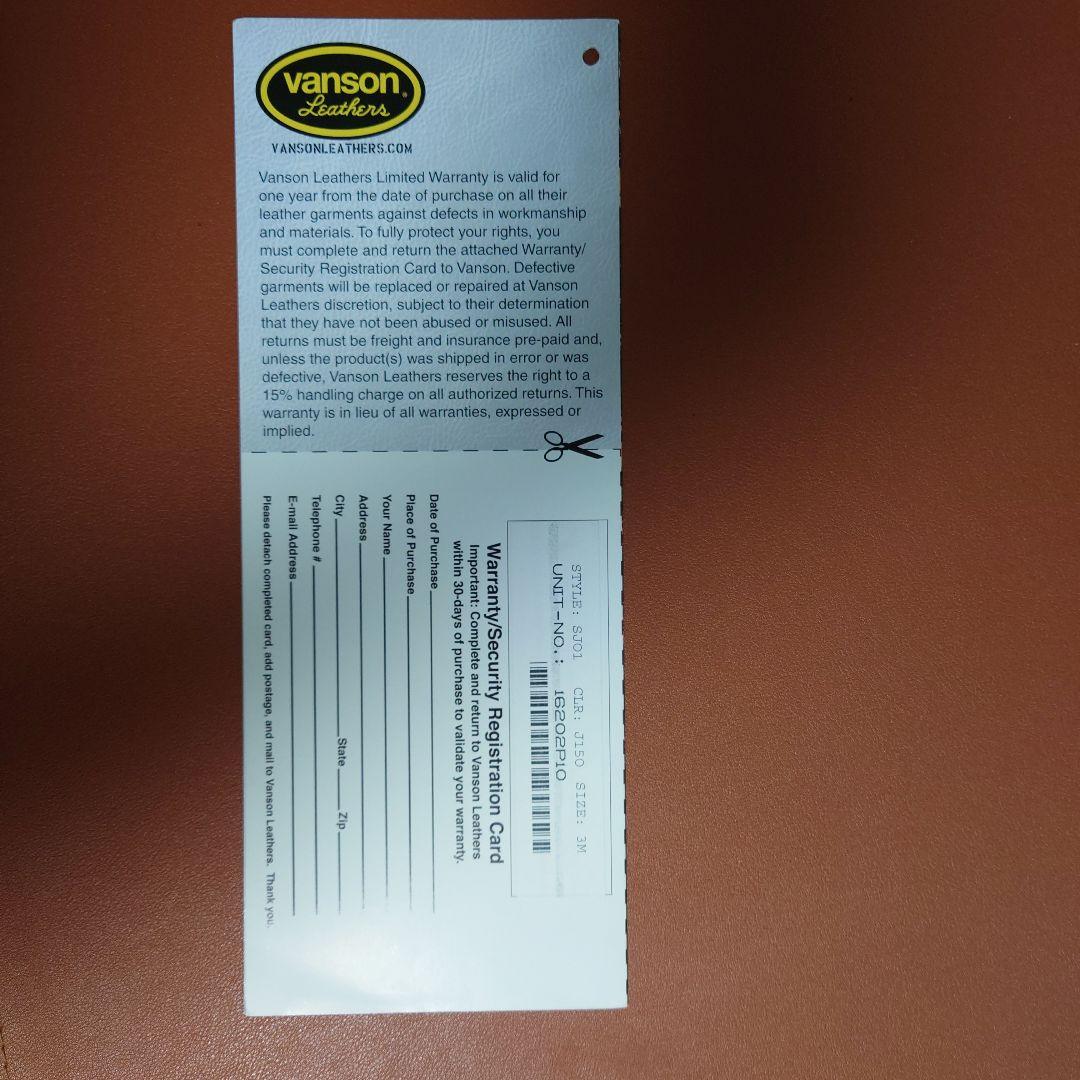 vanson®
Leathers
VANSONLEATHERS.COM
Vanson Leathers Limited Warranty is valid for
one year from the date of purchase on all their
leather garments against defects in workmanship
and materials. To fully protect your rights, you
must complete and return the attached Warranty/
Security Registration Card to Vanson. Defective
garments will be replaced or repaired at Vanson
Leathers discretion, subject to their determination
that they have not been abused or misused. All
returns must be freight and insurance pre-paid and,
unless the product(s) was shipped in error or was
defective, Vanson Leathers reserves the right to a
15% handling charge on all authorized returns. This
warranty is in lieu of all warranties, expressed or
implied.
STYLE: SJ01 CLR: J150 SIZE: 3M
UNIT-NO.: 16202P10
Warranty/Security Registration Card
Important: Complete and return to Vanson Leathers
within 30-days of purchase to validate your warranty.
Date of Purchase
Place of Purchase
Your Name
Address
City State Zip
Telephone #
E-mail Address
Please detach completed card, add postage, and mail to Vanson Leathers. Thank you.